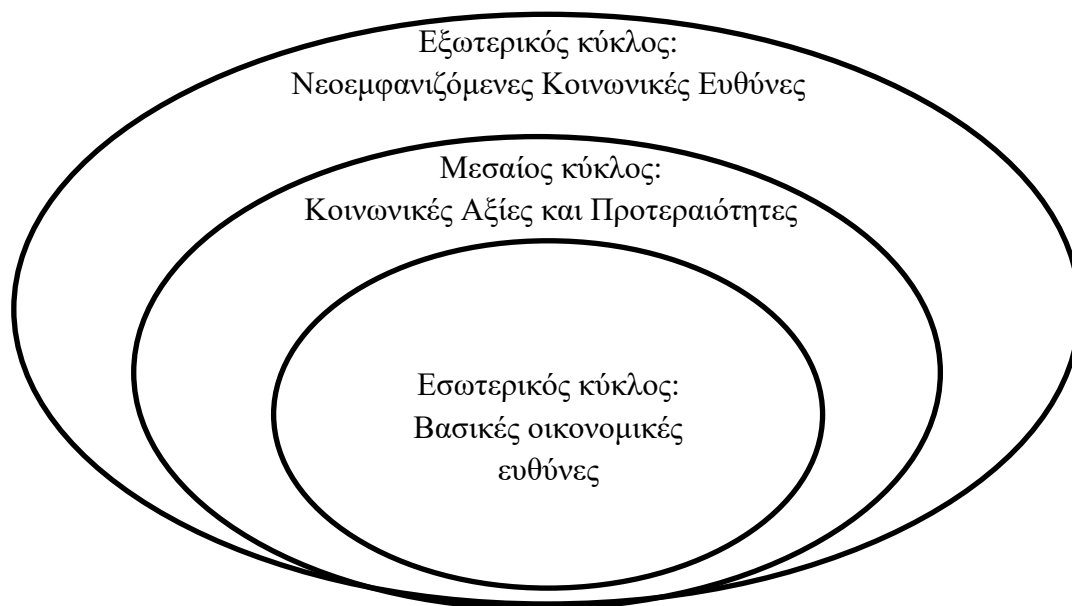 Εξωτερικός κύκλος:
Νεοεμφανιζόμενες Κοινωνικές Ευθύνες
Μεσαίος κύκλος:
Κοινωνικές Αξίες και Προτεραιότητες
Εσωτερικός κύκλος:
Βασικές οικονομικές
ευθύνες